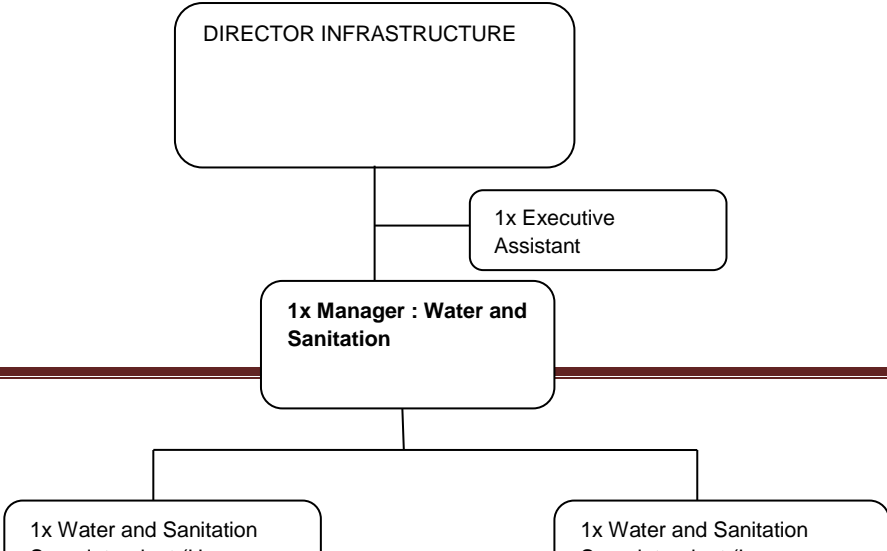 DIRECTOR INFRASTRUCTURE
1x Executive
Assistant
1x Manager : Water and
Sanitation
1x Water and Sanitation
1x Water and Sanitation